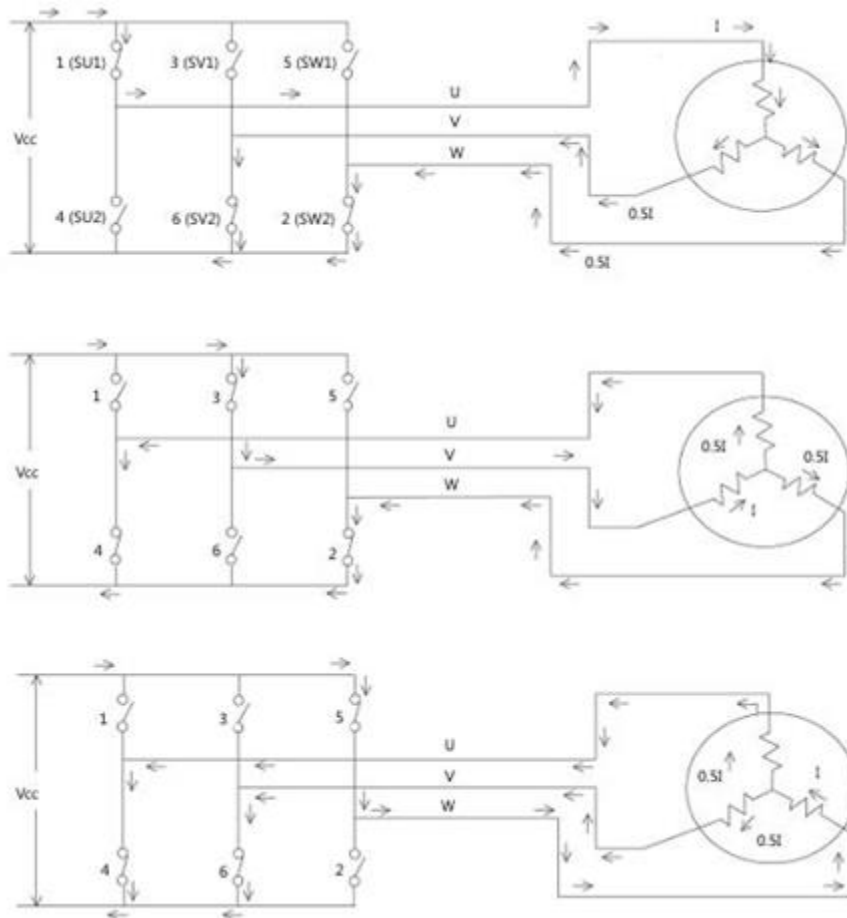 I
1 (SU1) 3 (SV1) 5 (SW1)
U
V
Vcc
W
4 (SU2) 6 (SV2) 2 (SW2)
0.5I
0.5I
1 3 5
U
0.5I 0.5I
V
Vcc
W
I
4 6 2
1 3 5
U
0.5I I
V
Vcc
W
0.5I
4 6 2